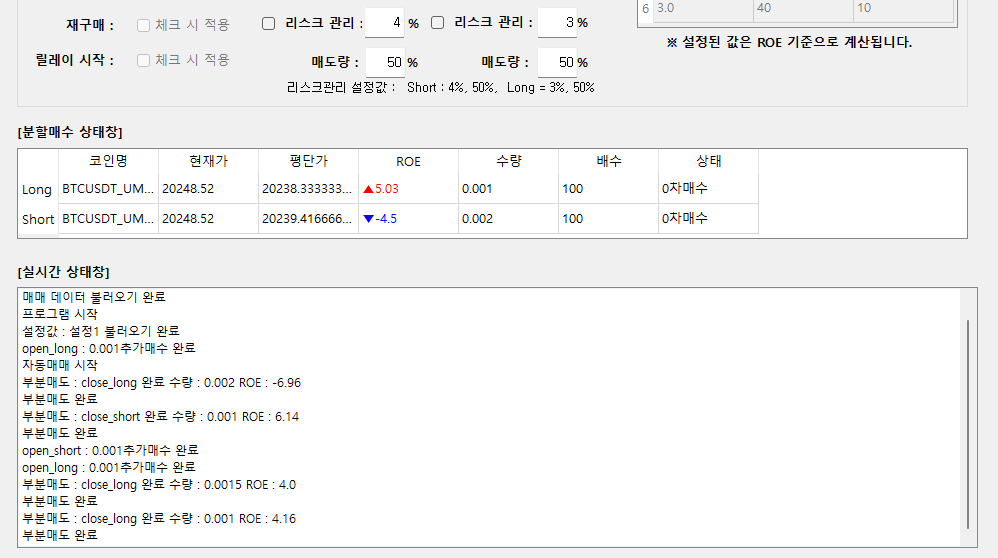 재구매 : 체크 시 적용 리스크 관리 : 4 % 리스크 관리 : 3 % 6 3.0 40 10
※ 설정된 값은 ROE 기준으로 계산됩니다.
릴레이 시작 : 체크 시 적용 매도량 : 50 % 매도량 : 50 %
리스크관리 설정값 : Short : 4%, 50%, Long = 3%, 50%
[분할매수 상태창]
코인명 현재가 평단가 ROE 수량 배수 상태
Long BTCUSDT_UM... 20248.52 20238.333333... ▲5.03 0.001 100 0차매수
Short BTCUSDT_UM... 20248.52 20239.416666... ▼-4.5 0.002 100 0차매수
[실시간 상태창]
매매 데이터 불러오기 완료
프로그램 시작
설정값 : 설정1 불러오기 완료
open_long : 0.001추가매수 완료
자동매매 시작
부분매도 : close_long 완료 수량 : 0.002 ROE : -6.96
부분매도 완료
부분매도 : close_short 완료 수량 : 0.001 ROE : 6.14
부분매도 완료
open_short : 0.001추가매수 완료
open_long : 0.001추가매수 완료
부분매도 : close_long 완료 수량 : 0.0015 ROE : 4.0
부분매도 완료
부분매도 : close_long 완료 수량 : 0.001 ROE : 4.16
부분매도 완료